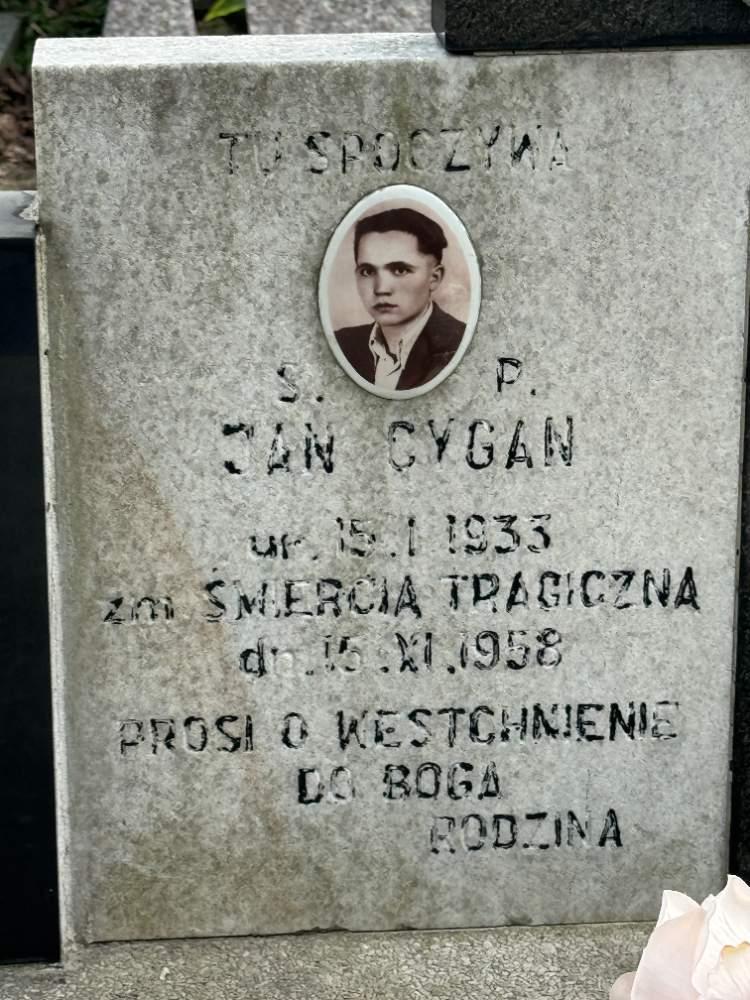 TU SPOCZYWA
S. P.
JAN CYGAN
ur. 15.I.1933
zm ŚMIERCIĄ TRAGICZNĄ
dn. 15.XI.1958
PROSI O WESTCHNIENIE
DO BOGA
RODZINA